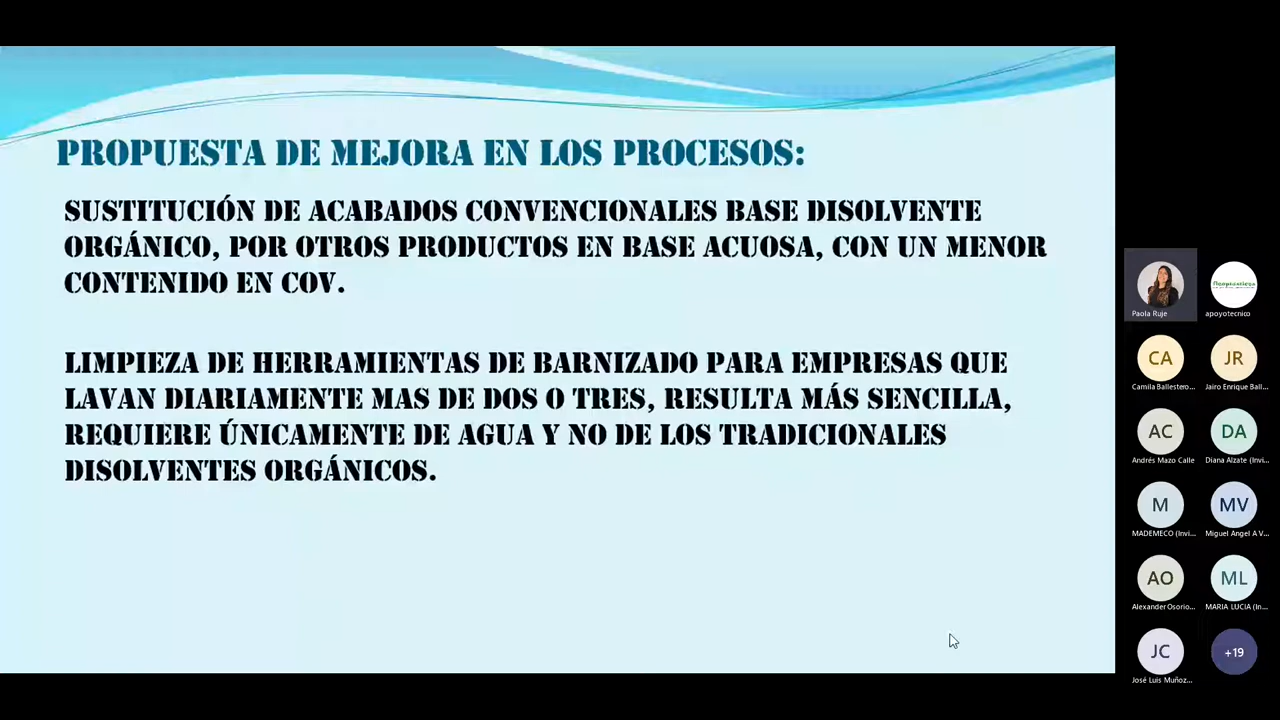 PROPUESTA DE MEJORA EN LOS PROCESOS:
SUSTITUCIÓN DE ACABADOS CONVENCIONALES BASE DISOLVENTE
ORGÁNICO, POR OTROS PRODUCTOS EN BASE ACUOSA, CON UN MENOR
CONTENIDO EN COV.
LIMPIEZA DE HERRAMIENTAS DE BARNIZADO PARA EMPRESAS QUE
LAVAN DIARIAMENTE MAS DE DOS O TRES, RESULTA MÁS SENCILLA,
REQUIERE ÚNICAMENTE DE AGUA Y NO DE LOS TRADICIONALES
DISOLVENTES ORGÁNICOS.
Paola Ruje
apoyotecnico
CA
JR
Camila Ballestero...
Jairo Enrique Ball...
AC
DA
Andrés Mazo Calle
Diana Alzate (Invi...
M
MV
MADEMECO (Invi...
Miguel Angel A V...
AO
ML
Alexander Osorio...
MARIA LUCIA (In...
JC
+19
José Luis Muñoz...